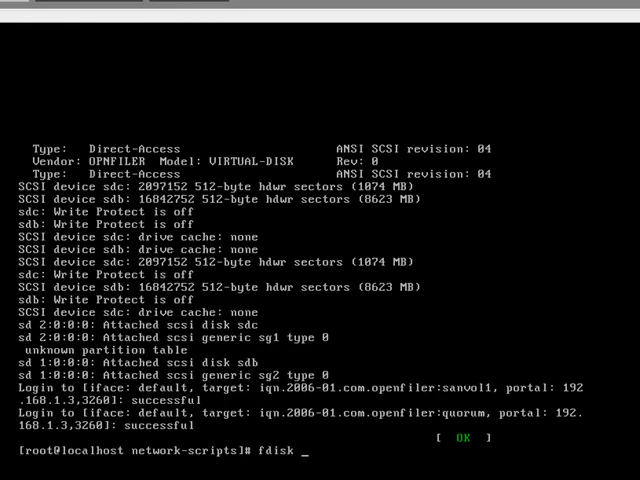 Type: Direct-Access ANSI SCSI revision: 04
Vendor: OPNFILER Model: VIRTUAL-DISK Rev: 0
Type: Direct-Access ANSI SCSI revision: 04
SCSI device sdc: 2097152 512-byte hdwr sectors (1074 MB)
SCSI device sdb: 16842752 512-byte hdwr sectors (8623 MB)
sdc: Write Protect is off
sdb: Write Protect is off
SCSI device sdc: drive cache: none
SCSI device sdb: drive cache: none
SCSI device sdc: 2097152 512-byte hdwr sectors (1074 MB)
sdc: Write Protect is off
SCSI device sdb: 16842752 512-byte hdwr sectors (8623 MB)
sdb: Write Protect is off
SCSI device sdc: drive cache: none
sd 2:0:0:0: Attached scsi disk sdc
sd 2:0:0:0: Attached scsi generic sg1 type 0
unknown partition table
sd 1:0:0:0: Attached scsi disk sdb
sd 1:0:0:0: Attached scsi generic sg2 type 0
Login to [iface: default, target: iqn.2006-01.com.openfiler:sanvol1, portal: 192
.168.1.3,3260]: successful
Login to [iface: default, target: iqn.2006-01.com.openfiler:quorum, portal: 192.
168.1.3,3260]: successful
[ OK ]
[root@localhost network-scripts]# fdisk _